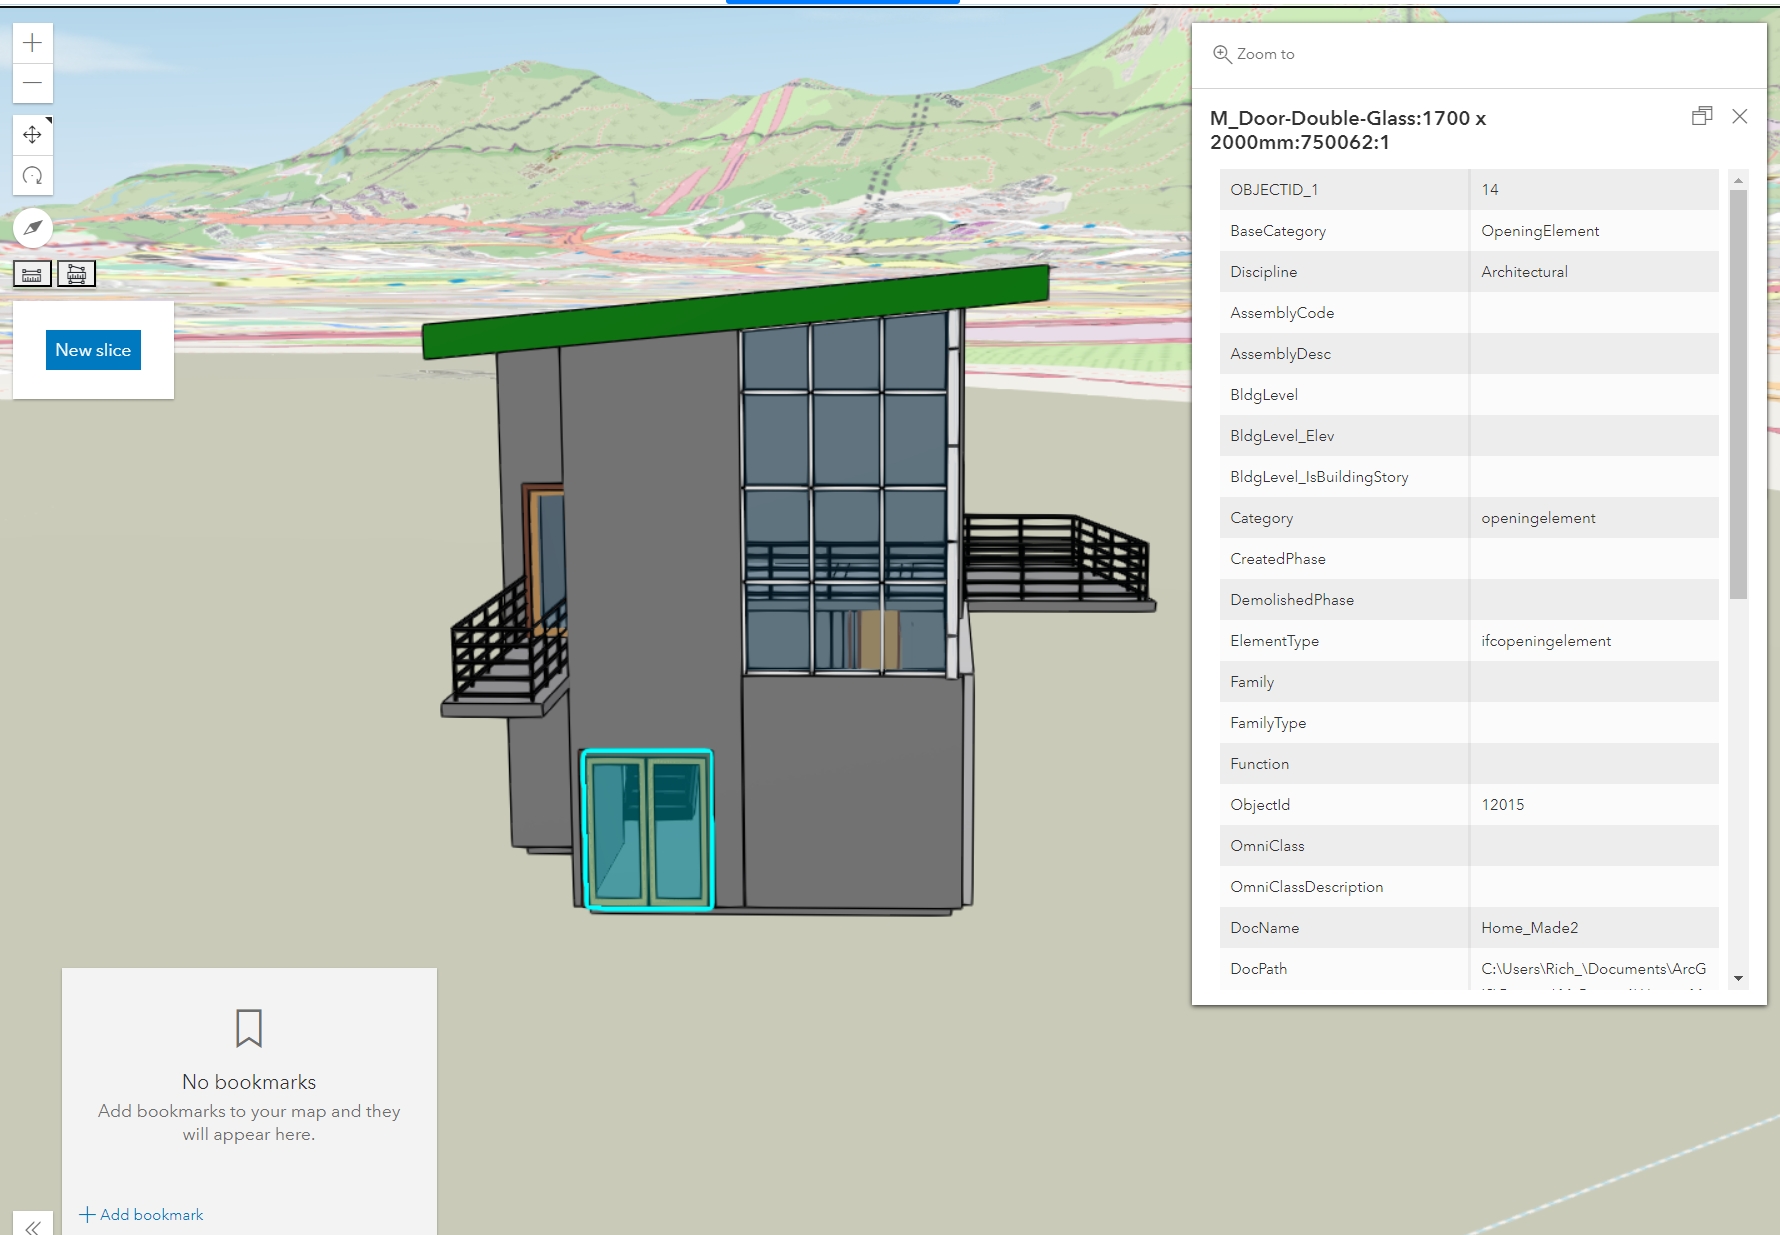 Zoom to
M_Door-Double-Glass:1700 x
2000mm:750062:1
OBJECTID_1 14
BaseCategory OpeningElement
Discipline Architectural
AssemblyCode
AssemblyDesc
BldgLevel
BldgLevel_Elev
BldgLevel_IsBuildingStory
Category openingelement
CreatedPhase
DemolishedPhase
ElementType ifcopeningelement
Family
FamilyType
Function
ObjectId 12015
OmniClass
OmniClassDescription
DocName Home_Made2
DocPath C:\Users\Rich_\Documents\ArcG
New slice
No bookmarks
Add bookmarks to your map and they
will appear here.
Add bookmark